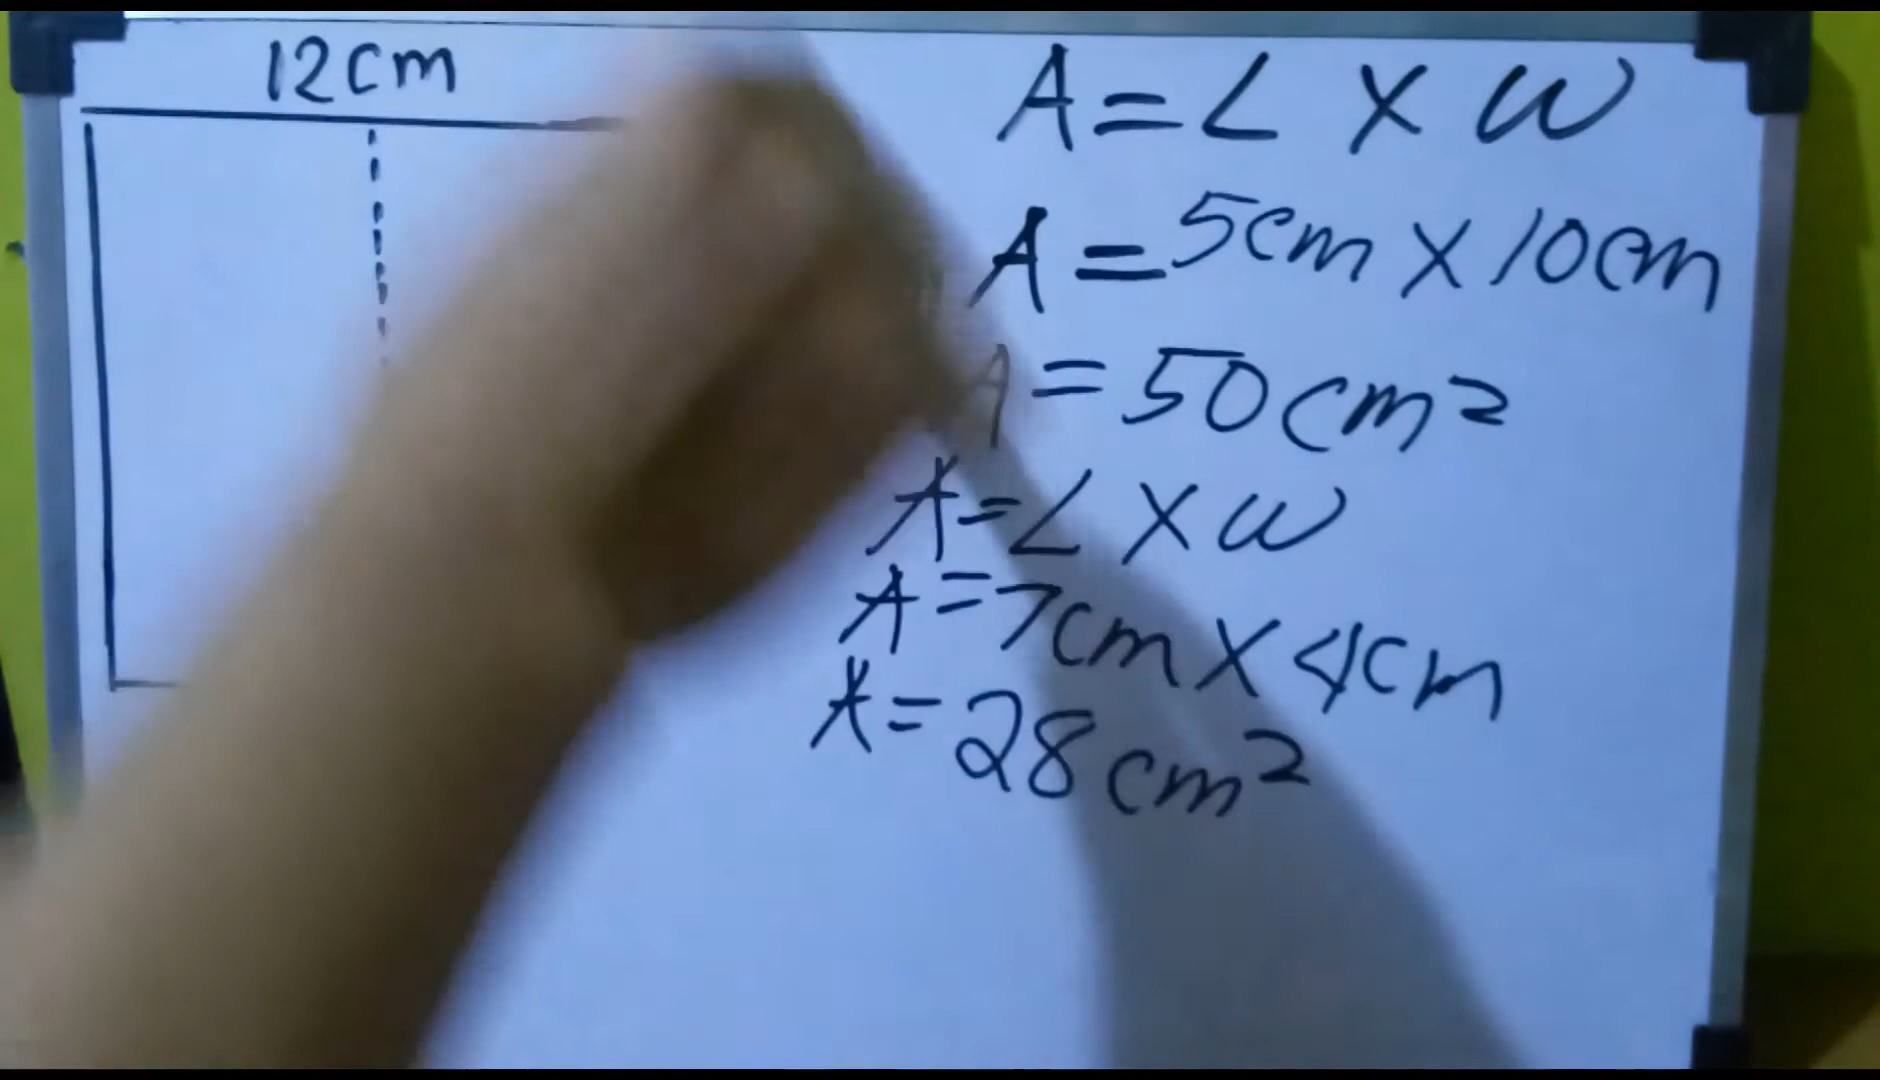 12cm
A = L X W
A = 5cm X 10cm
A = 50cm²
A = L X W
A = 7cm X 4cm
A = 28cm²